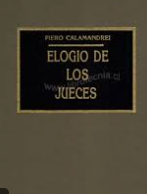 PIERO CALAMANDREI
ELOGIO DE
LOS
JUECES